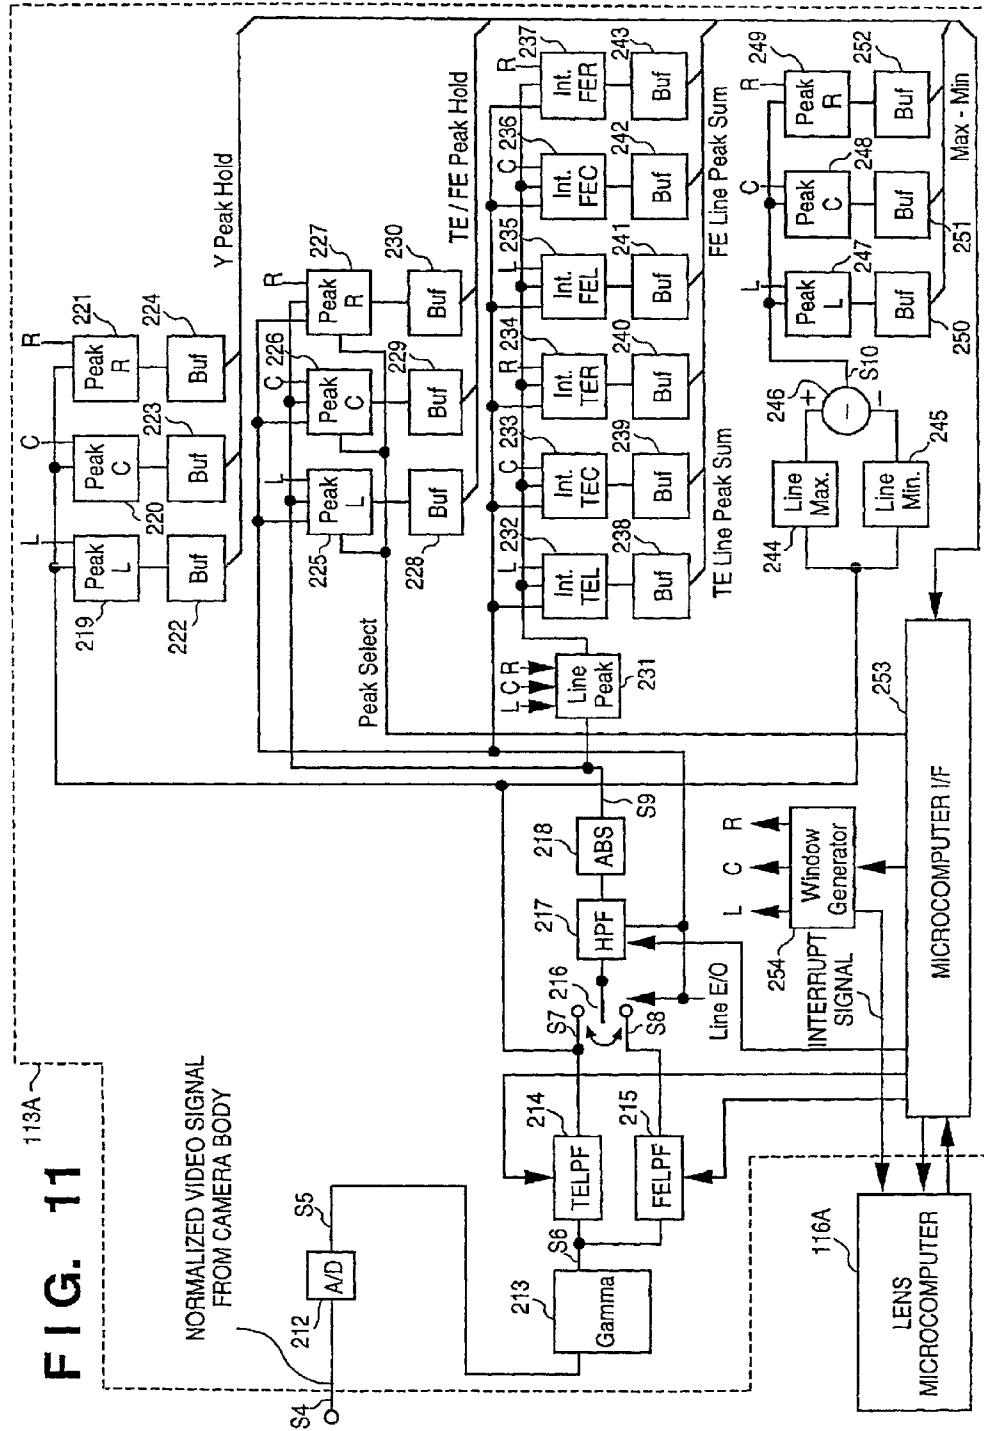 FIG. 11
113A
NORMALIZED VIDEO SIGNAL
FROM CAMERA BODY
S4
212
A/D
S5
213
Gamma
S6
214
TELPF
215
FELPF
S7
216
S8
Line E/O
217
HPF
218
ABS
S9
L
C
R
219
Peak
L
220
Peak
C
221
Peak
R
222
Buf
223
Buf
224
Buf
Y Peak Hold
L
C
R
225
Peak
L
226
Peak
C
227
Peak
R
228
Buf
229
Buf
230
Buf
TE / FE Peak Hold
Peak Select
L C R
Line
Peak
231
232
L
Int.
TEL
233
C
Int.
TEC
234
R
Int.
TER
235
L
Int.
FEL
236
C
Int.
FEC
237
R
Int.
FER
238
Buf
239
Buf
240
Buf
241
Buf
242
Buf
243
Buf
TE Line Peak Sum
FE Line Peak Sum
244
Line
Max.
245
Line
Min.
246
+
−
−
S10
L
C
R
247
Peak
L
248
Peak
C
249
Peak
R
250
Buf
251
Buf
252
Buf
Max - Min
L
C
R
254
Window
Generator
INTERRUPT
SIGNAL
253
MICROCOMPUTER I/F
116A
LENS
MICROCOMPUTER